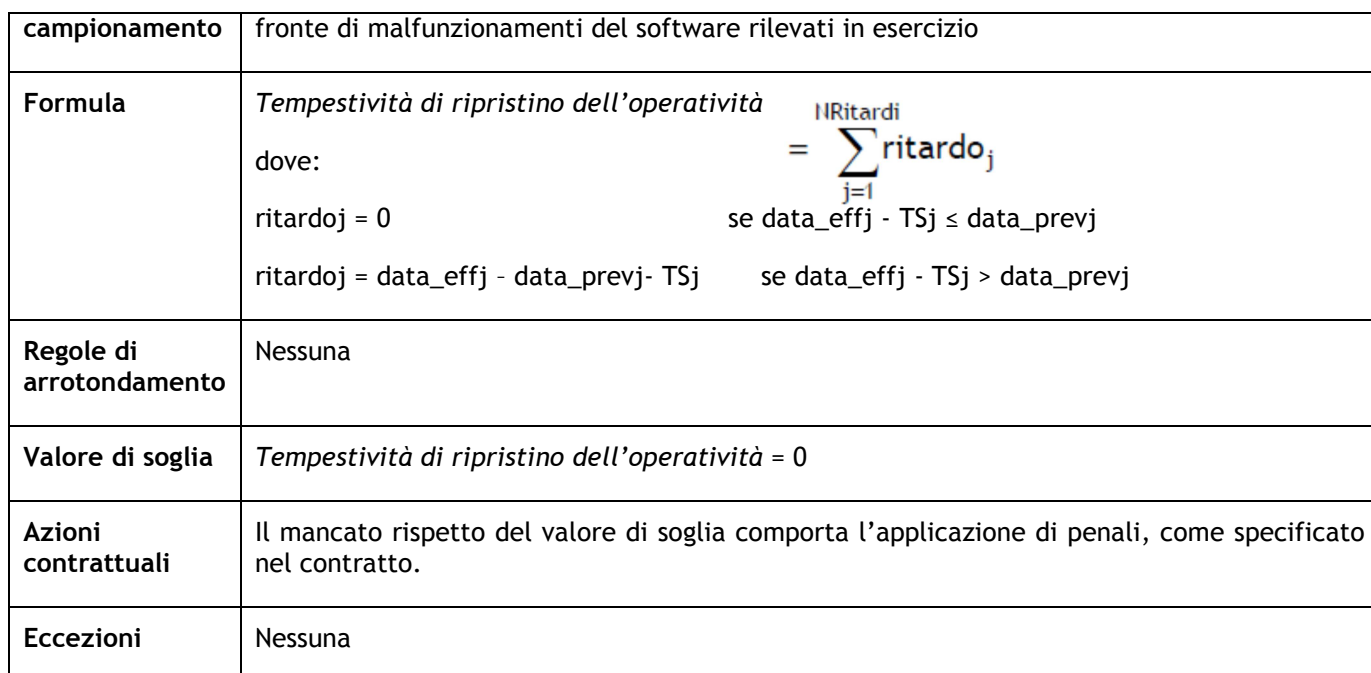 campionamento fronte di malfunzionamenti del software rilevati in esercizio
Formula Tempestività di ripristino dell'operatività
NRitardi
= ∑ ritardoj
j=1
dove:
ritardoj = 0 se data_effj - TSj ≤ data_prevj
ritardoj = data_effj – data_prevj- TSj se data_effj - TSj > data_prevj
Regole di
arrotondamento
Nessuna
Valore di soglia Tempestività di ripristino dell'operatività = 0
Azioni
contrattuali
Il mancato rispetto del valore di soglia comporta l'applicazione di penali, come specificato
nel contratto.
Eccezioni Nessuna